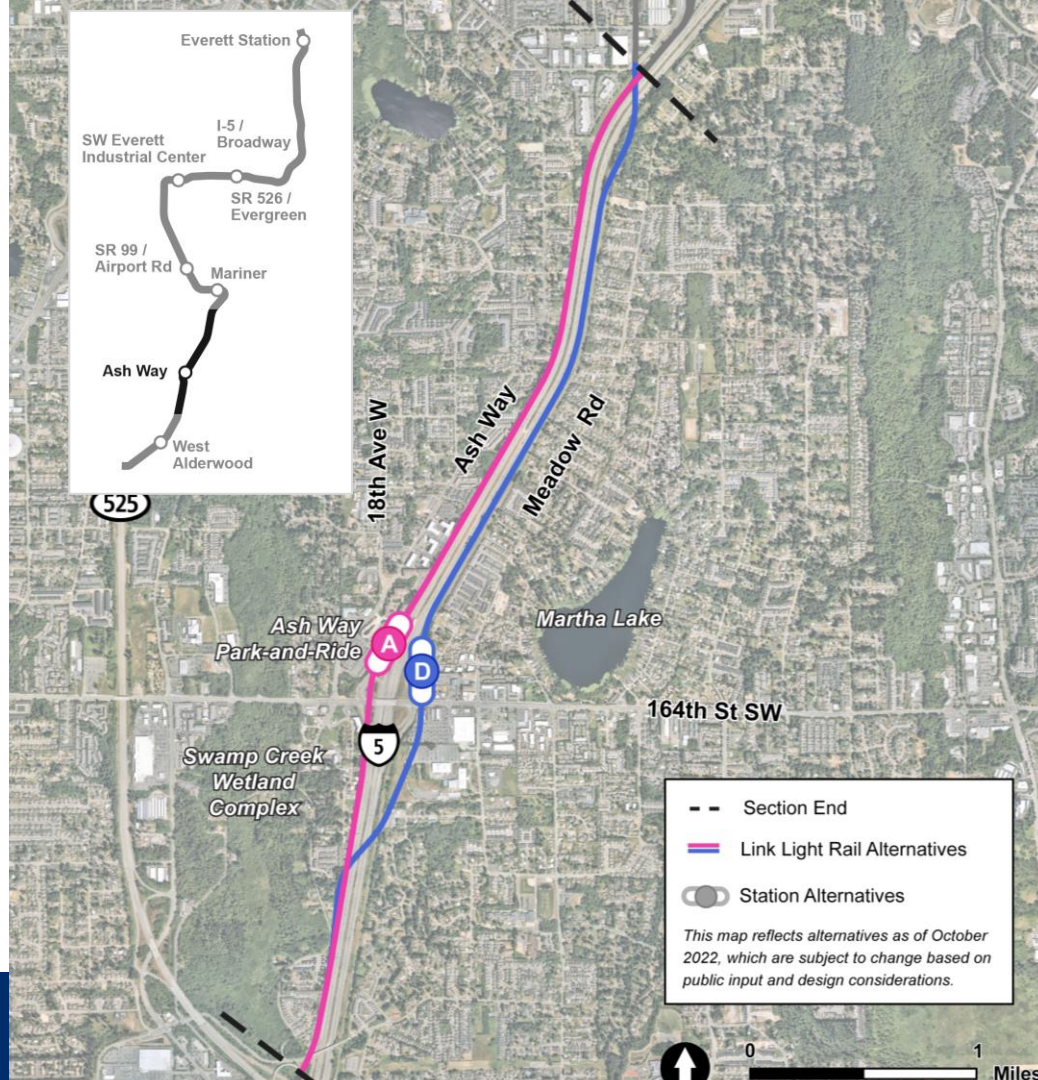 Everett Station
I-5 /
Broadway
SW Everett
Industrial Center
SR 526 /
Evergreen
SR 99 /
Airport Rd
Mariner
Ash Way
West
Alderwood
525
18th Ave W
Ash Way
Meadow Rd
Ash Way
Park-and-Ride
A
D
Martha Lake
164th St SW
5
Swamp Creek
Wetland
Complex
Section End
Link Light Rail Alternatives
Station Alternatives
This map reflects alternatives as of October
2022, which are subject to change based on
public input and design considerations.
0
1
Miles